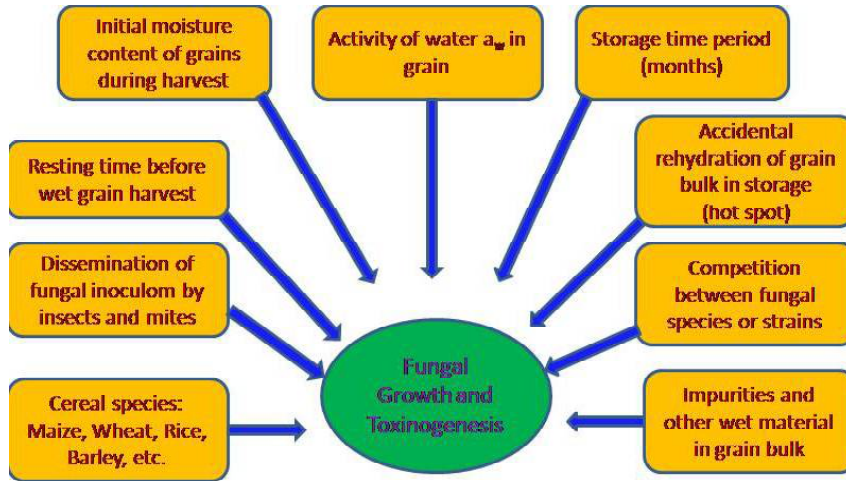 Initial moisture
content of grains
during harvest
Activity of water aw in
grain
Storage time period
(months)
Resting time before
wet grain harvest
Accidental
rehydration of grain
bulk in storage
(hot spot)
Dissemination of
fungal inoculom by
insects and mites
Competition
between fungal
species or strains
Cereal species:
Maize, Wheat, Rice,
Barley, etc.
Fungal
Growth and
Toxinogenesis
Impurities and
other wet material
in grain bulk